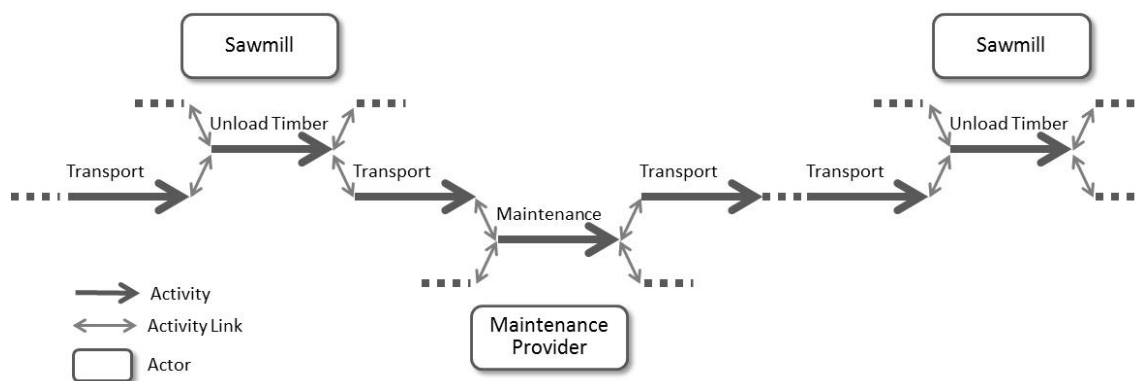 Sawmill
Sawmill
Unload Timber
Unload Timber
Transport
Transport
Transport
Transport
Maintenance
Activity
Activity Link
Actor
Maintenance
Provider